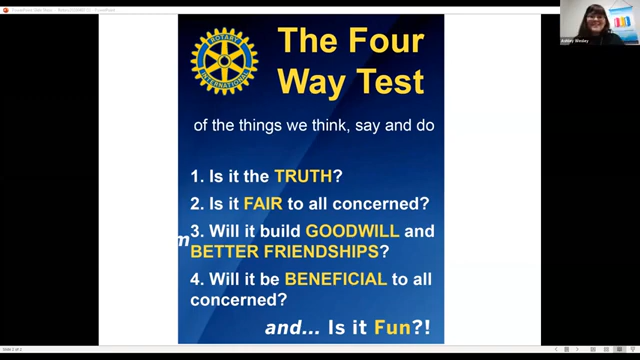 The Four
Way Test
ROTARY
INTERNATIONAL
of the things we think, say and do
1. Is it the TRUTH?
2. Is it FAIR to all concerned?
3. Will it build GOODWILL and
m
BETTER FRIENDSHIPS?
4. Will it be BENEFICIAL to all
concerned?
and... Is it Fun?!
Ashley Wesley